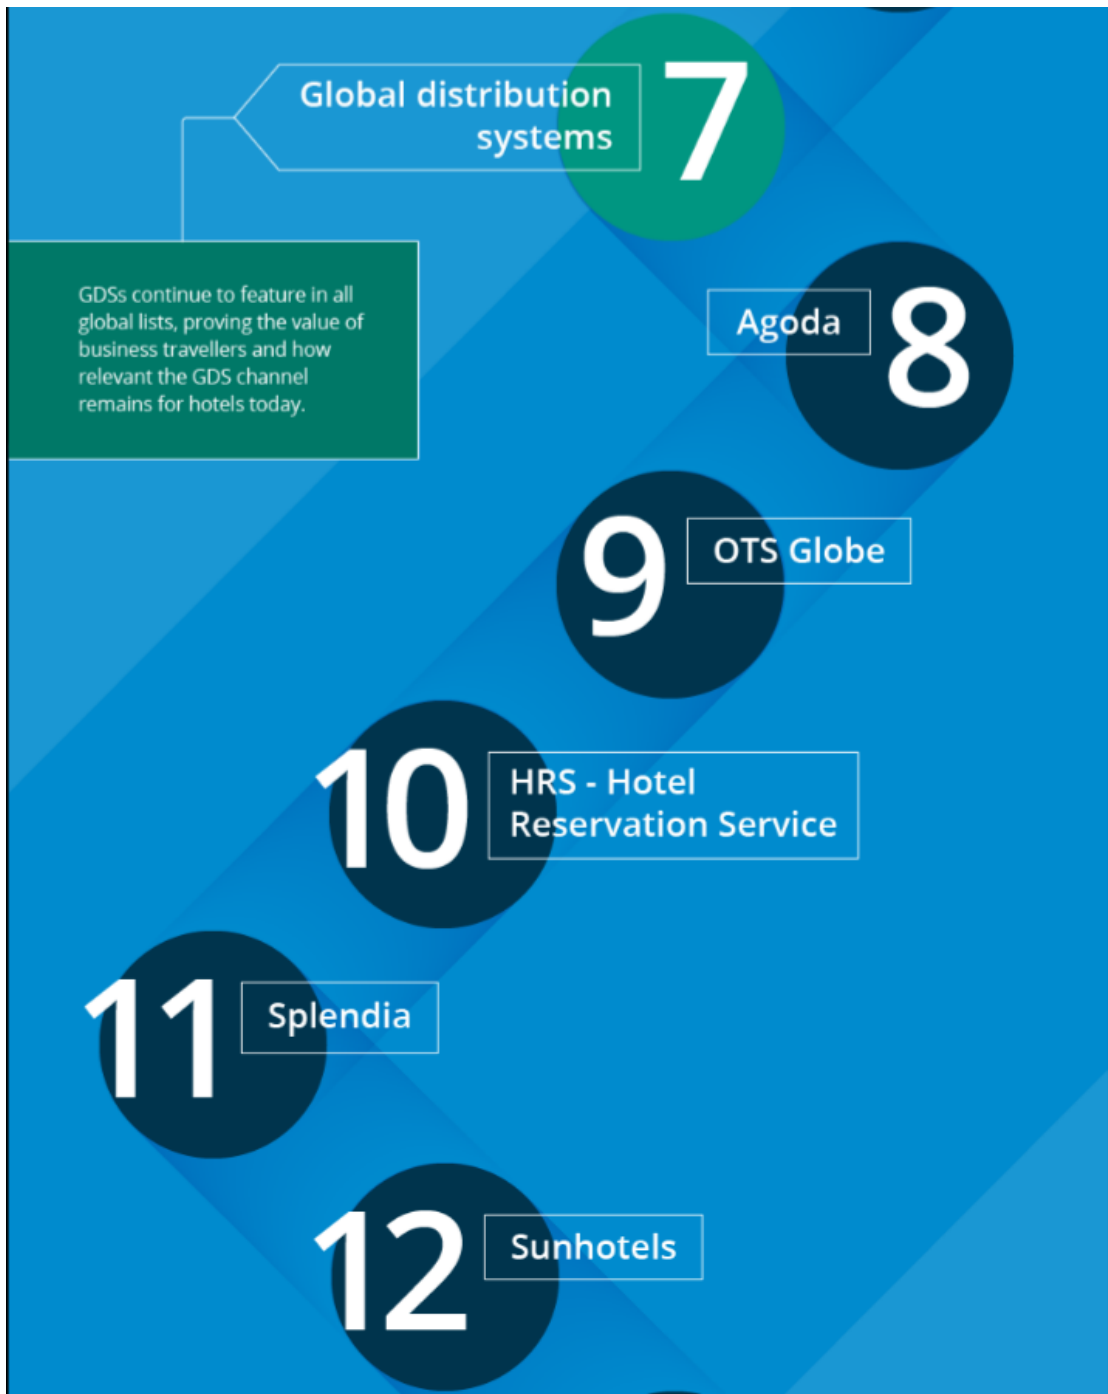 Global distribution
systems
7
GDSs continue to feature in all
global lists, proving the value of
business travellers and how
relevant the GDS channel
remains for hotels today.
Agoda
8
9
OTS Globe
10
HRS - Hotel
Reservation Service
11
Splendia
12
Sunhotels